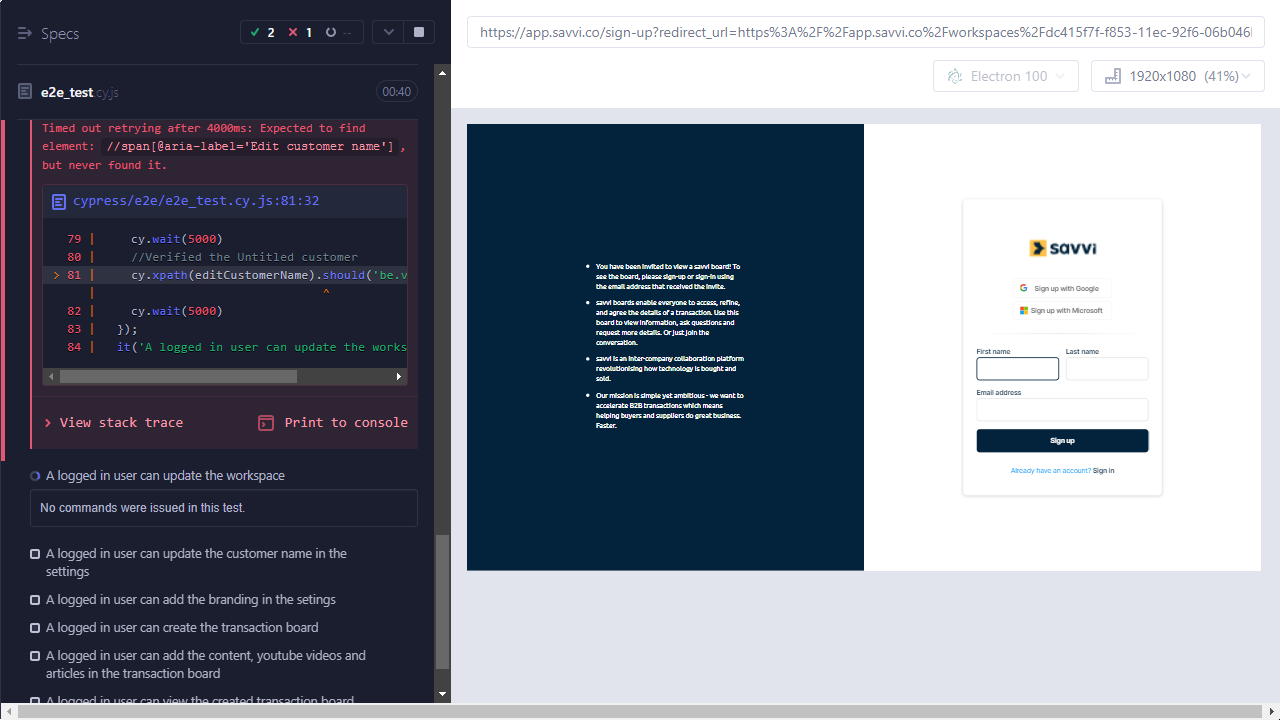 Specs
2
1
--
e2e_test.cy.js
00:40
Timed out retrying after 4000ms: Expected to find
element: //span[@aria-label='Edit customer name'],
but never found it.
cypress/e2e/e2e_test.cy.js:81:32
79 | cy.wait(5000)
80 | //Verified the Untitled customer
> 81 | cy.xpath(editCustomerName).should('be.v
| ^
82 | cy.wait(5000)
83 | });
84 | it('A logged in user can update the works
View stack trace
Print to console
A logged in user can update the workspace
No commands were issued in this test.
A logged in user can update the customer name in the
settings
A logged in user can add the branding in the setings
A logged in user can create the transaction board
A logged in user can add the content, youtube videos and
articles in the transaction board
A logged in user can view the created transaction board
https://app.savvi.co/sign-up?redirect_url=https%3A%2F%2Fapp.savvi.co%2Fworkspaces%2Fdc415f7f-f853-11ec-92f6-06b046
Electron 100
1920x1080 (41%)
You have been invited to view a savvi board! To
see the board, please sign-up or sign-in using
the email address that received the invite.
savvi boards enable everyone to access, refine,
and agree the details of a transaction. Use this
board to view information, ask questions and
request more details. Or just join the
conversation.
savvi is an inter-company collaboration platform
revolutionising how technology is bought and
sold.
Our mission is simple yet ambitious - we want to
accelerate B2B transactions which means
helping buyers and suppliers do great business.
Faster.
savvi
Sign up with Google
Sign up with Microsoft
First name
Last name
Email address
Sign up
Already have an account? Sign in